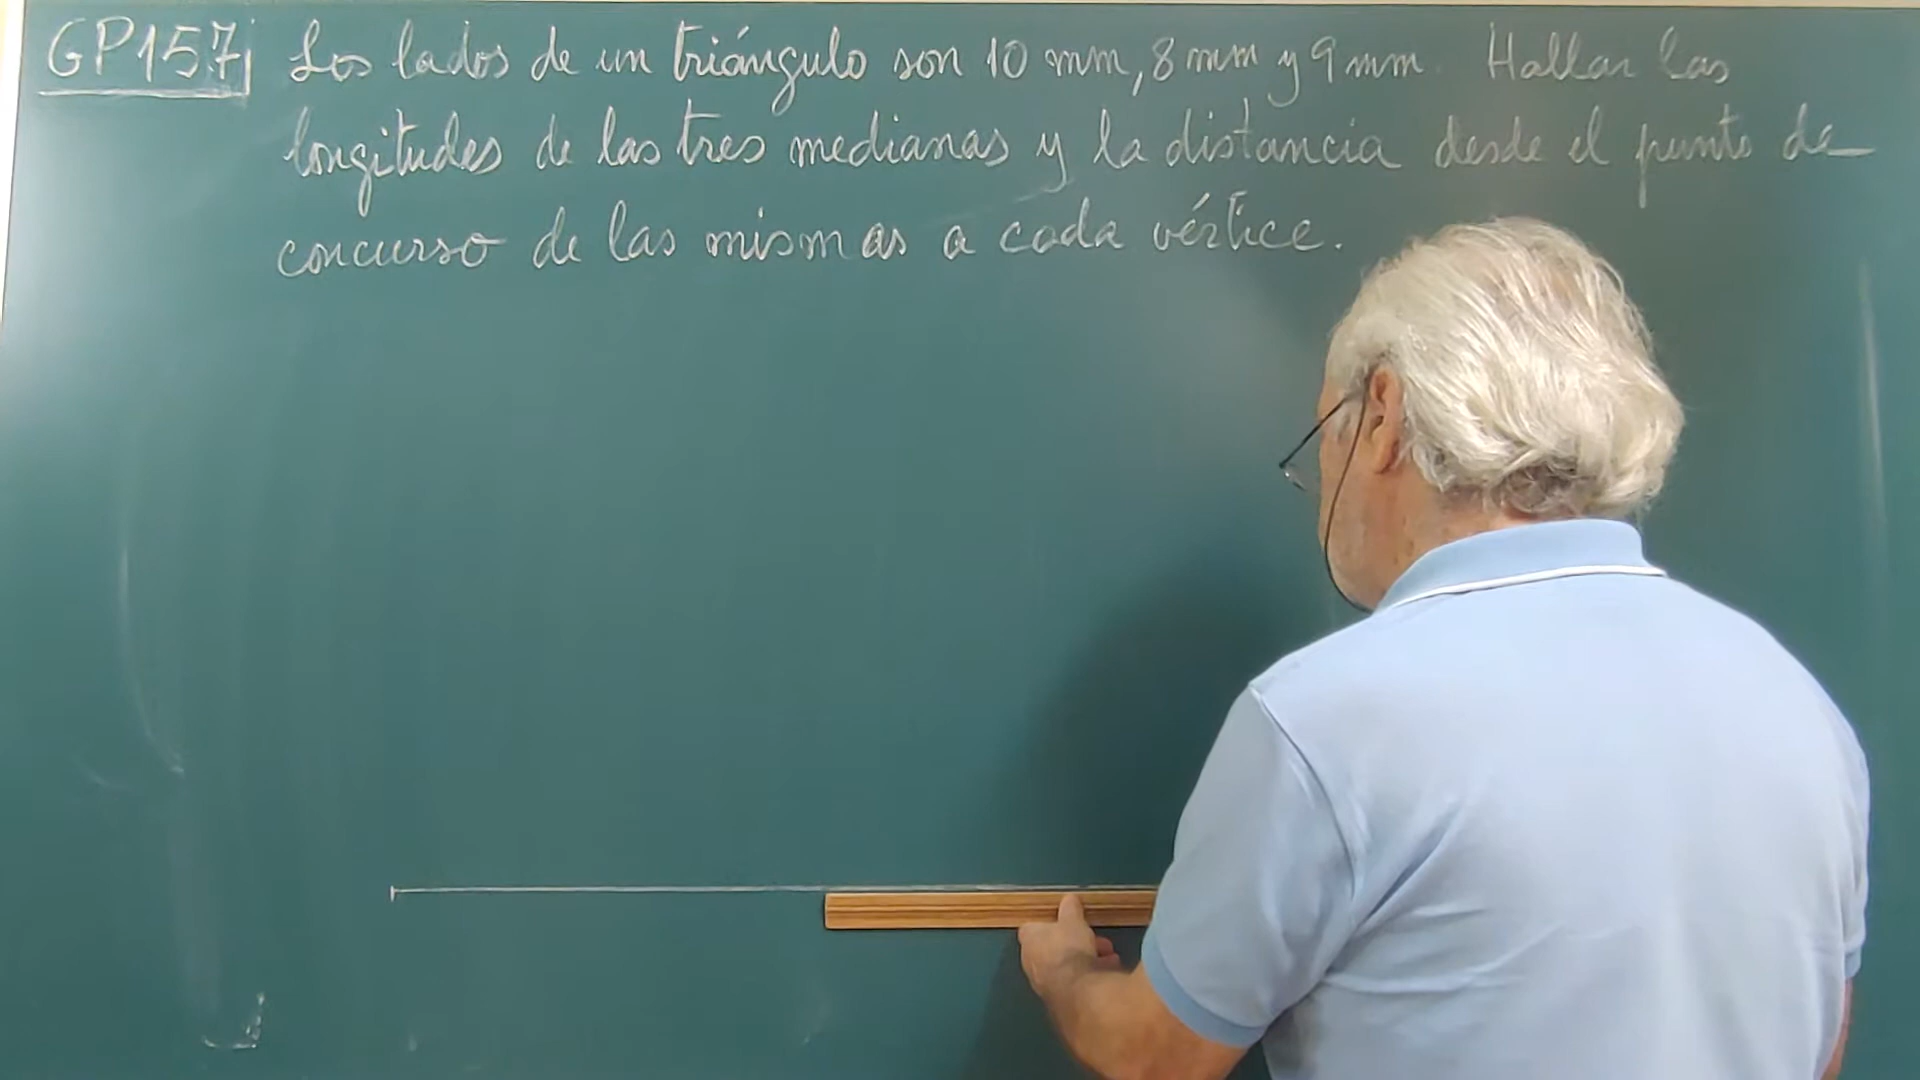 GP157 Los lados de un triángulo son 10 mm, 8 mm y 9 mm. Hallar las
longitudes de las tres medianas y la distancia desde el punto de
concurso de las mismas a cada vértice.